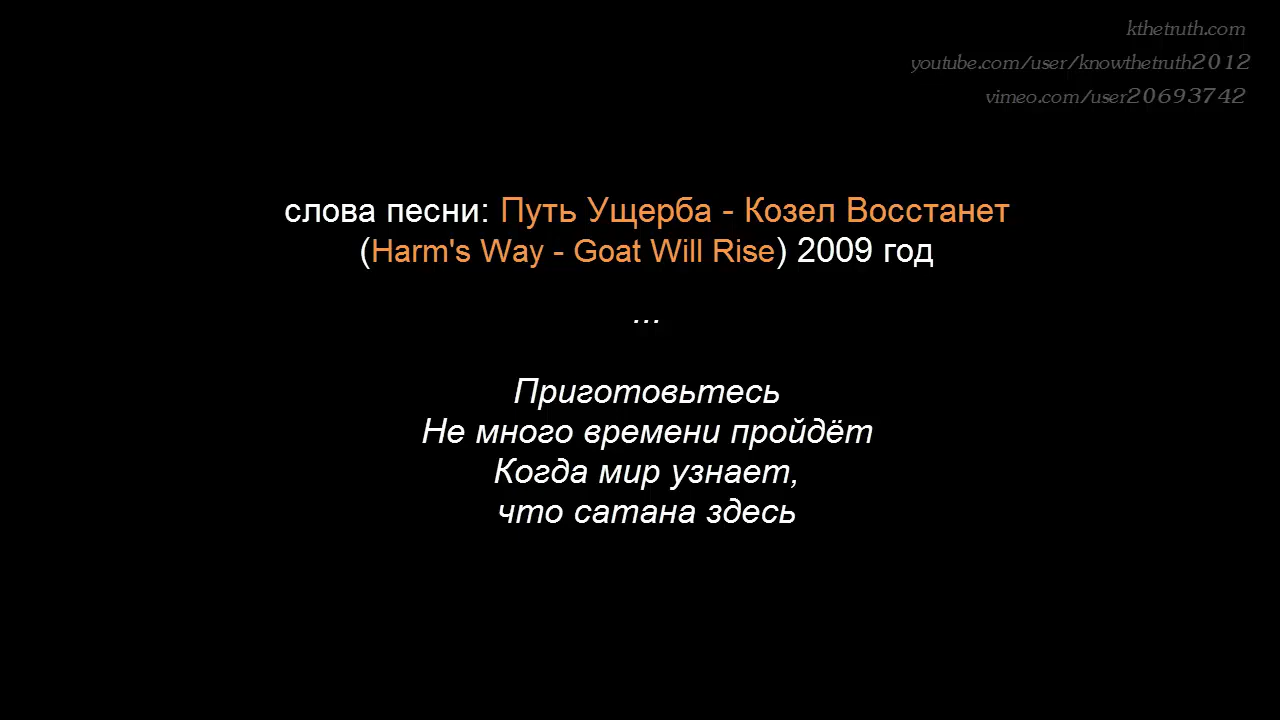 kthetruth.com
youtube.com/user/knowthetruth2012
vimeo.com/user20693742
слова песни: Путь Ущерба - Козел Восстанет
(Harm's Way - Goat Will Rise) 2009 год
...
Приготовьтесь
Не много времени пройдёт
Когда мир узнает,
что сатана здесь